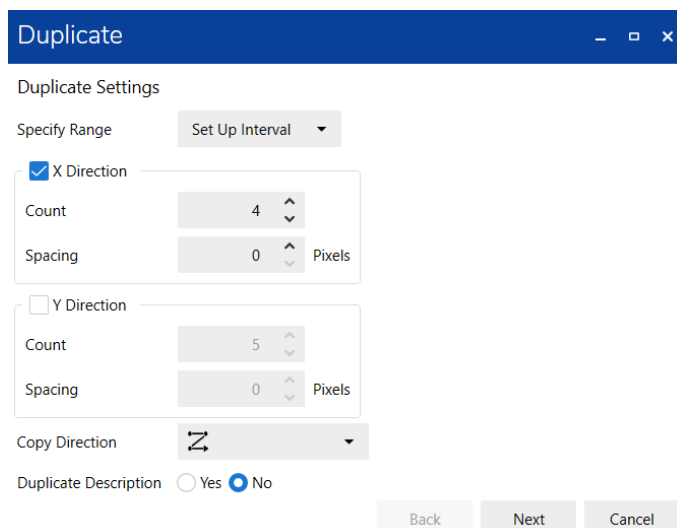 Duplicate
Duplicate Settings
Specify Range Set Up Interval
X Direction
Count 4
Spacing 0 Pixels
Y Direction
Count 5
Spacing 0 Pixels
Copy Direction
Duplicate Description Yes No
Back Next Cancel